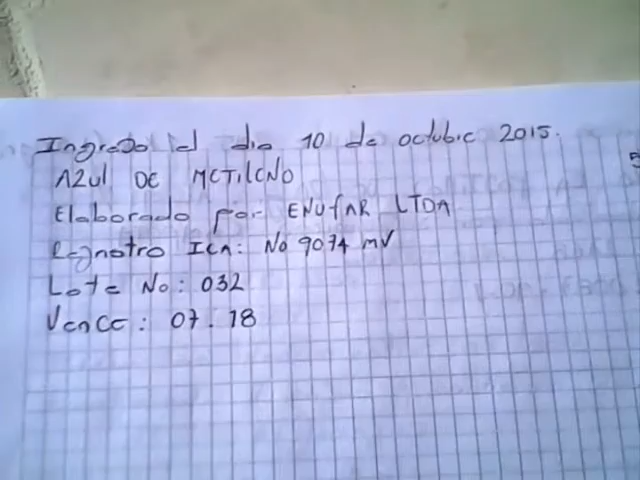 Ingreso el dia 10 de octubre 2015.
AZUl DE METILENO
Elaborado por ENUFAR LTDA
Registro ICA: No 9074 MV
Lote No: 032
Vence: 07.18